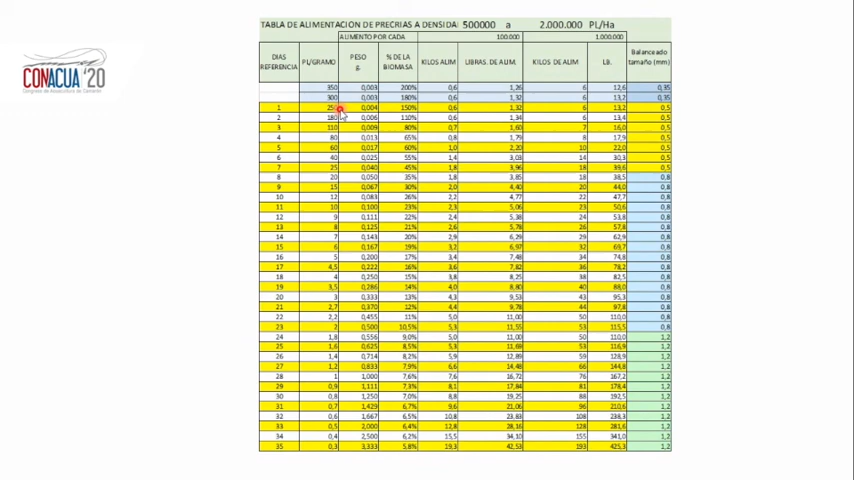 CONACUA '20
Congreso de Acuicultura de Camarón
TABLA DE ALIMENTACION DE PRECRIAS A DENSIDAD 500000 a 2.000.000 PL/Ha
ALIMENTO POR CADA 100.000 1.000.000 Balanceado tamaño (mm)
DIAS REFERENCIA PL/GRAMO PESO g. % DE LA BIOMASA KILOS ALIM LIBRAS. DE ALIM. KILOS DE ALIM LB.
350 0,003 200% 0,6 1,26 6 12,6 0,35
300 0,003 180% 0,6 1,32 6 13,2 0,35
1 250 0,004 150% 0,6 1,32 6 13,2 0,5
2 180 0,006 110% 0,6 1,34 6 13,4 0,5
3 110 0,009 80% 0,7 1,60 7 16,0 0,5
4 80 0,013 65% 0,8 1,79 8 17,9 0,5
5 60 0,017 60% 1,0 2,20 10 22,0 0,5
6 40 0,025 55% 1,4 3,03 14 30,3 0,5
7 25 0,040 45% 1,8 3,96 18 39,6 0,5
8 20 0,050 35% 1,8 3,85 18 38,5 0,8
9 15 0,067 30% 2,0 4,40 20 44,0 0,8
10 12 0,083 26% 2,2 4,77 22 47,7 0,8
11 10 0,100 23% 2,3 5,06 23 50,6 0,8
12 9 0,111 22% 2,4 5,38 24 53,8 0,8
13 8 0,125 21% 2,6 5,78 26 57,8 0,8
14 7 0,143 20% 2,9 6,29 29 62,9 0,8
15 6 0,167 19% 3,2 6,97 32 69,7 0,8
16 5 0,200 17% 3,4 7,48 34 74,8 0,8
17 4,5 0,222 16% 3,6 7,82 36 78,2 0,8
18 4 0,250 15% 3,8 8,25 38 82,5 0,8
19 3,5 0,286 14% 4,0 8,80 40 88,0 0,8
20 3 0,333 13% 4,3 9,53 43 95,3 0,8
21 2,7 0,370 12% 4,4 9,78 44 97,8 0,8
22 2,2 0,455 11% 5,0 11,00 50 110,0 0,8
23 2 0,500 10,5% 5,3 11,55 53 115,5 0,8
24 1,8 0,556 9,0% 5,0 11,00 50 110,0 1,2
25 1,6 0,625 8,5% 5,3 11,69 53 116,9 1,2
26 1,4 0,714 8,2% 5,9 12,89 59 128,9 1,2
27 1,2 0,833 7,9% 6,6 14,48 66 144,8 1,2
28 1 1,000 7,6% 7,6 16,72 76 167,2 1,2
29 0,9 1,111 7,3% 8,1 17,84 81 178,4 1,2
30 0,8 1,250 7,0% 8,8 19,25 88 192,5 1,2
31 0,7 1,429 6,7% 9,6 21,06 96 210,6 1,2
32 0,6 1,667 6,5% 10,8 23,83 108 238,3 1,2
33 0,5 2,000 6,4% 12,8 28,16 128 281,6 1,2
34 0,4 2,500 6,2% 15,5 34,10 155 341,0 1,2
35 0,3 3,333 5,8% 19,3 42,53 193 425,3 1,2